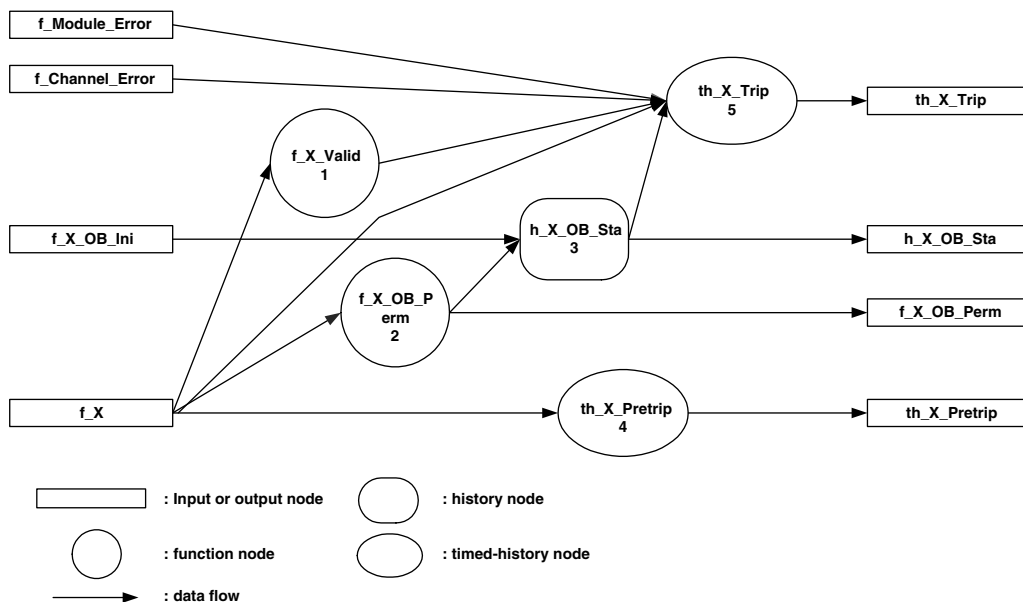 f_Module_Error
f_Channel_Error
th_X_Trip
5
th_X_Trip
f_X_Valid
1
f_X_OB_Ini
h_X_OB_Sta
3
h_X_OB_Sta
f_X_OB_P
erm
2
f_X_OB_Perm
f_X
th_X_Pretrip
4
th_X_Pretrip
: Input or output node
: history node
: function node
: timed-history node
: data flow